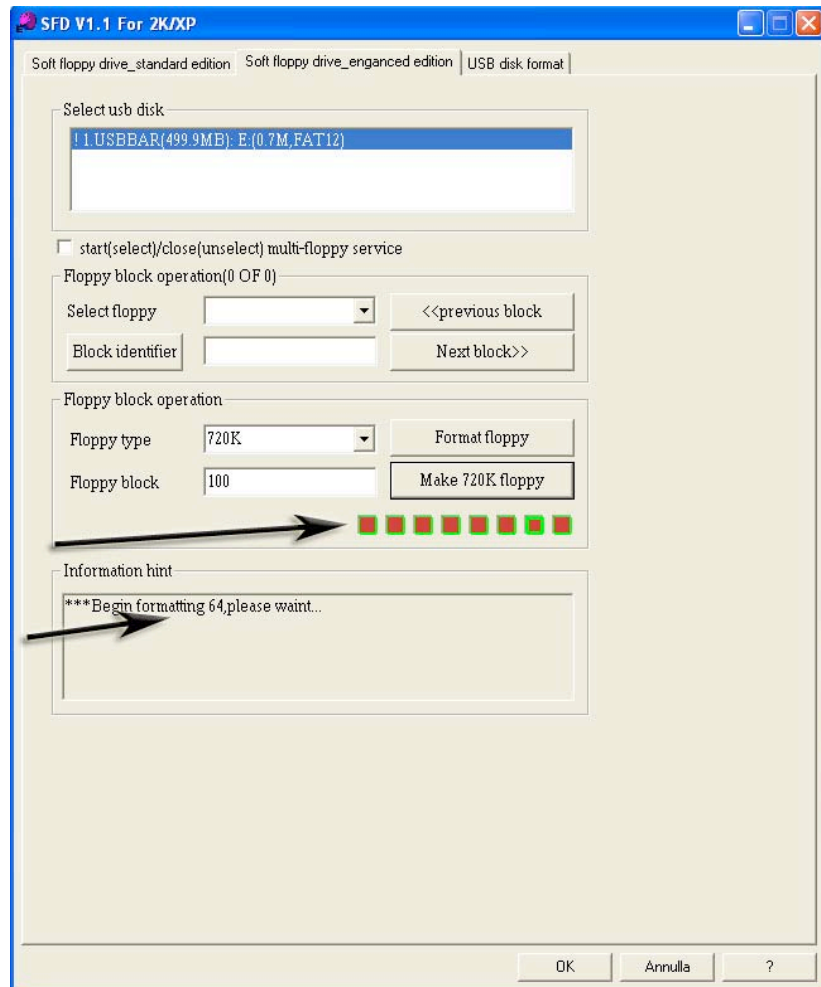 SFD V1.1 For 2K/XP
Soft floppy drive_standard edition Soft floppy drive_enganced edition USB disk format
Select usb disk
! 1.USBBAR(499.9MB): E:(0.7M,FAT12)
start(select)/close(unselect) multi-floppy service
Floppy block operation(0 OF 0)
Select floppy <<previous block
Block identifier Next block>>
Floppy block operation
Floppy type 720K Format floppy
Floppy block 100 Make 720K floppy
Information hint
***Begin formatting 64,please waint...
OK Annulla ?